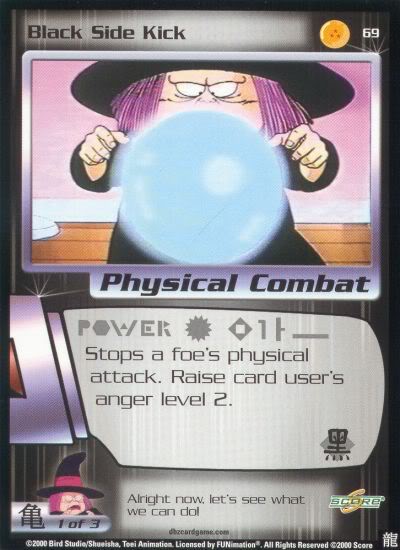 Black Side Kick
69
Physical Combat
POWER
Stops a foe's physical
attack. Raise card user's
anger level 2.
黑
亀
1 of 3
Alright now, let's see what
we can do!
SCORE
dbzcardgame.com
©2000 Bird Studio/Shueisha, Toei Animation. Licensed by FUNimation®. All Rights Reserved ©2000 Score
龍